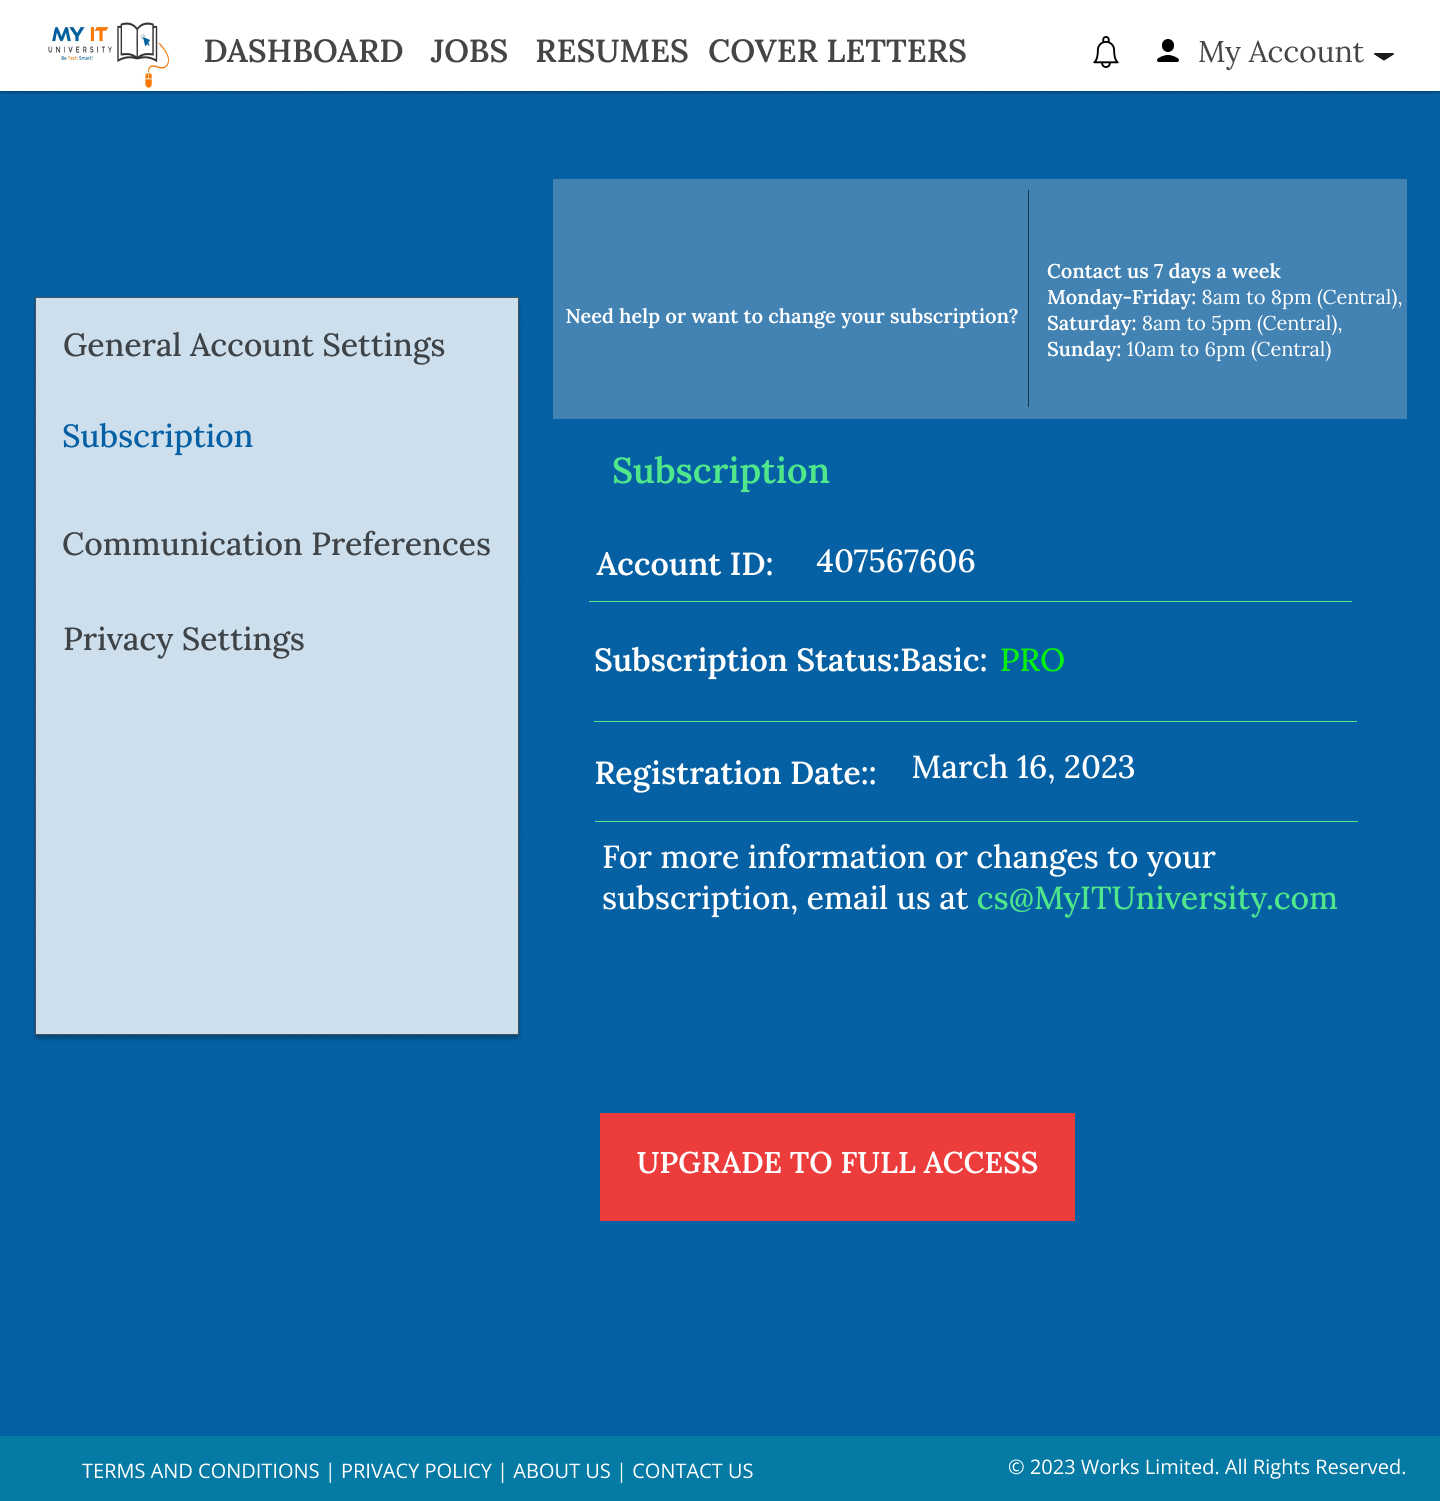 MY IT
UNIVERSITY
Be Tech Smart!
DASHBOARD JOBS RESUMES COVER LETTERS
My Account
General Account Settings
Subscription
Communication Preferences
Privacy Settings
Need help or want to change your subscription?
Contact us 7 days a week
Monday-Friday: 8am to 8pm (Central),
Saturday: 8am to 5pm (Central),
Sunday: 10am to 6pm (Central)
Subscription
Account ID: 407567606
Subscription Status:Basic: PRO
Registration Date:: March 16, 2023
For more information or changes to your
subscription, email us at cs@MyITUniversity.com
UPGRADE TO FULL ACCESS
TERMS AND CONDITIONS | PRIVACY POLICY | ABOUT US | CONTACT US
© 2023 Works Limited. All Rights Reserved.